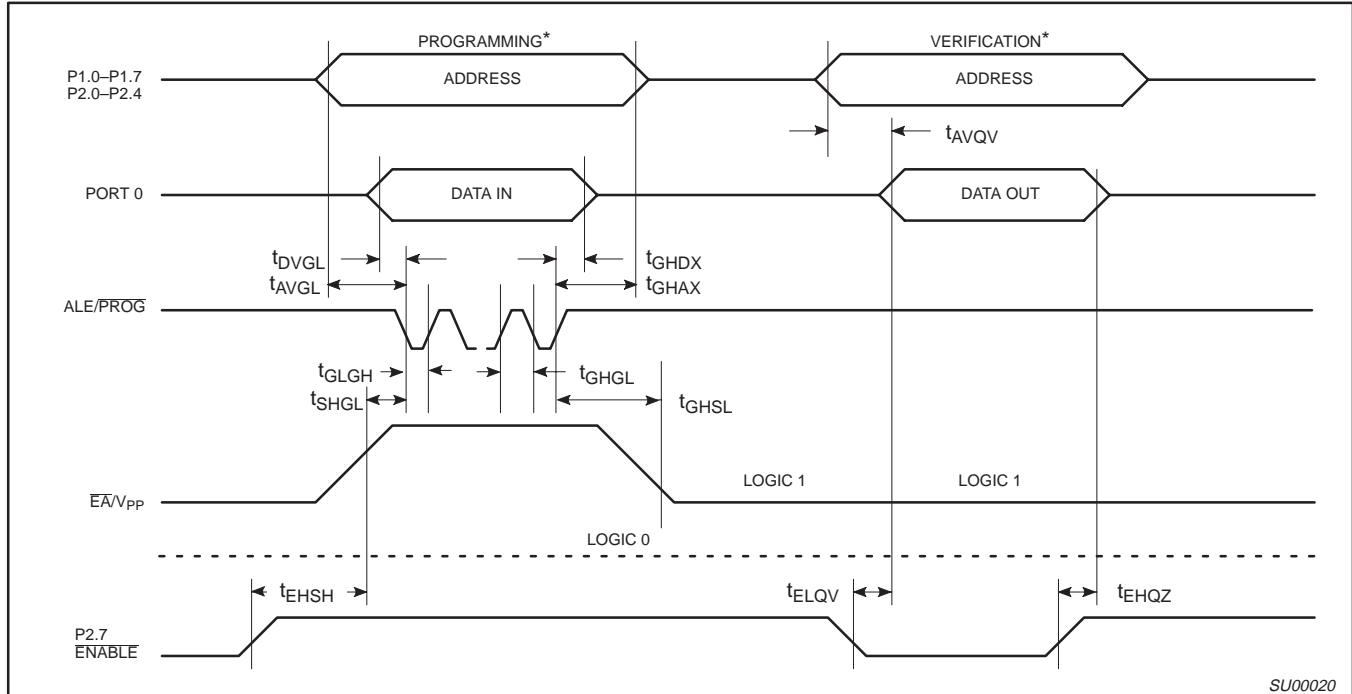 PROGRAMMING* VERIFICATION*
P1.0–P1.7
P2.0–P2.4
ADDRESS ADDRESS
tAVQV
PORT 0 DATA IN DATA OUT
tDVGL tGHDX
tAVGL tGHAX
ALE/PROG
tGLGH tGHGL
tSHGL tGHSL
LOGIC 1 LOGIC 1
EA/VPP
LOGIC 0
tEHSH tELQV tEHQZ
P2.7
ENABLE
SU00020